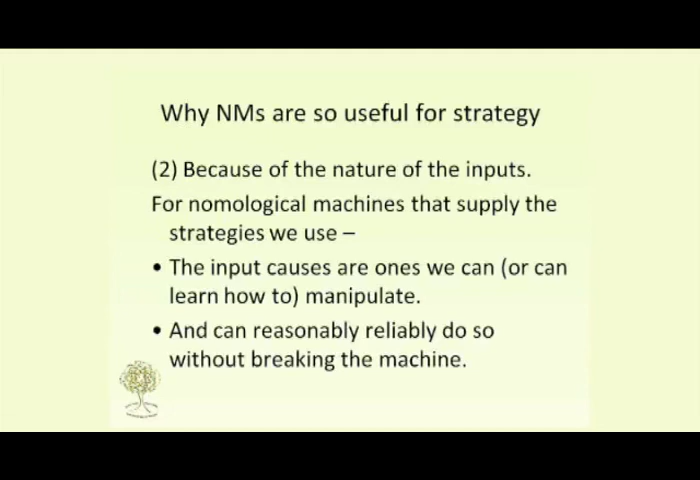 Why NMs are so useful for strategy
(2) Because of the nature of the inputs.
For nomological machines that supply the
strategies we use –
• The input causes are ones we can (or can
learn how to) manipulate.
• And can reasonably reliably do so
without breaking the machine.